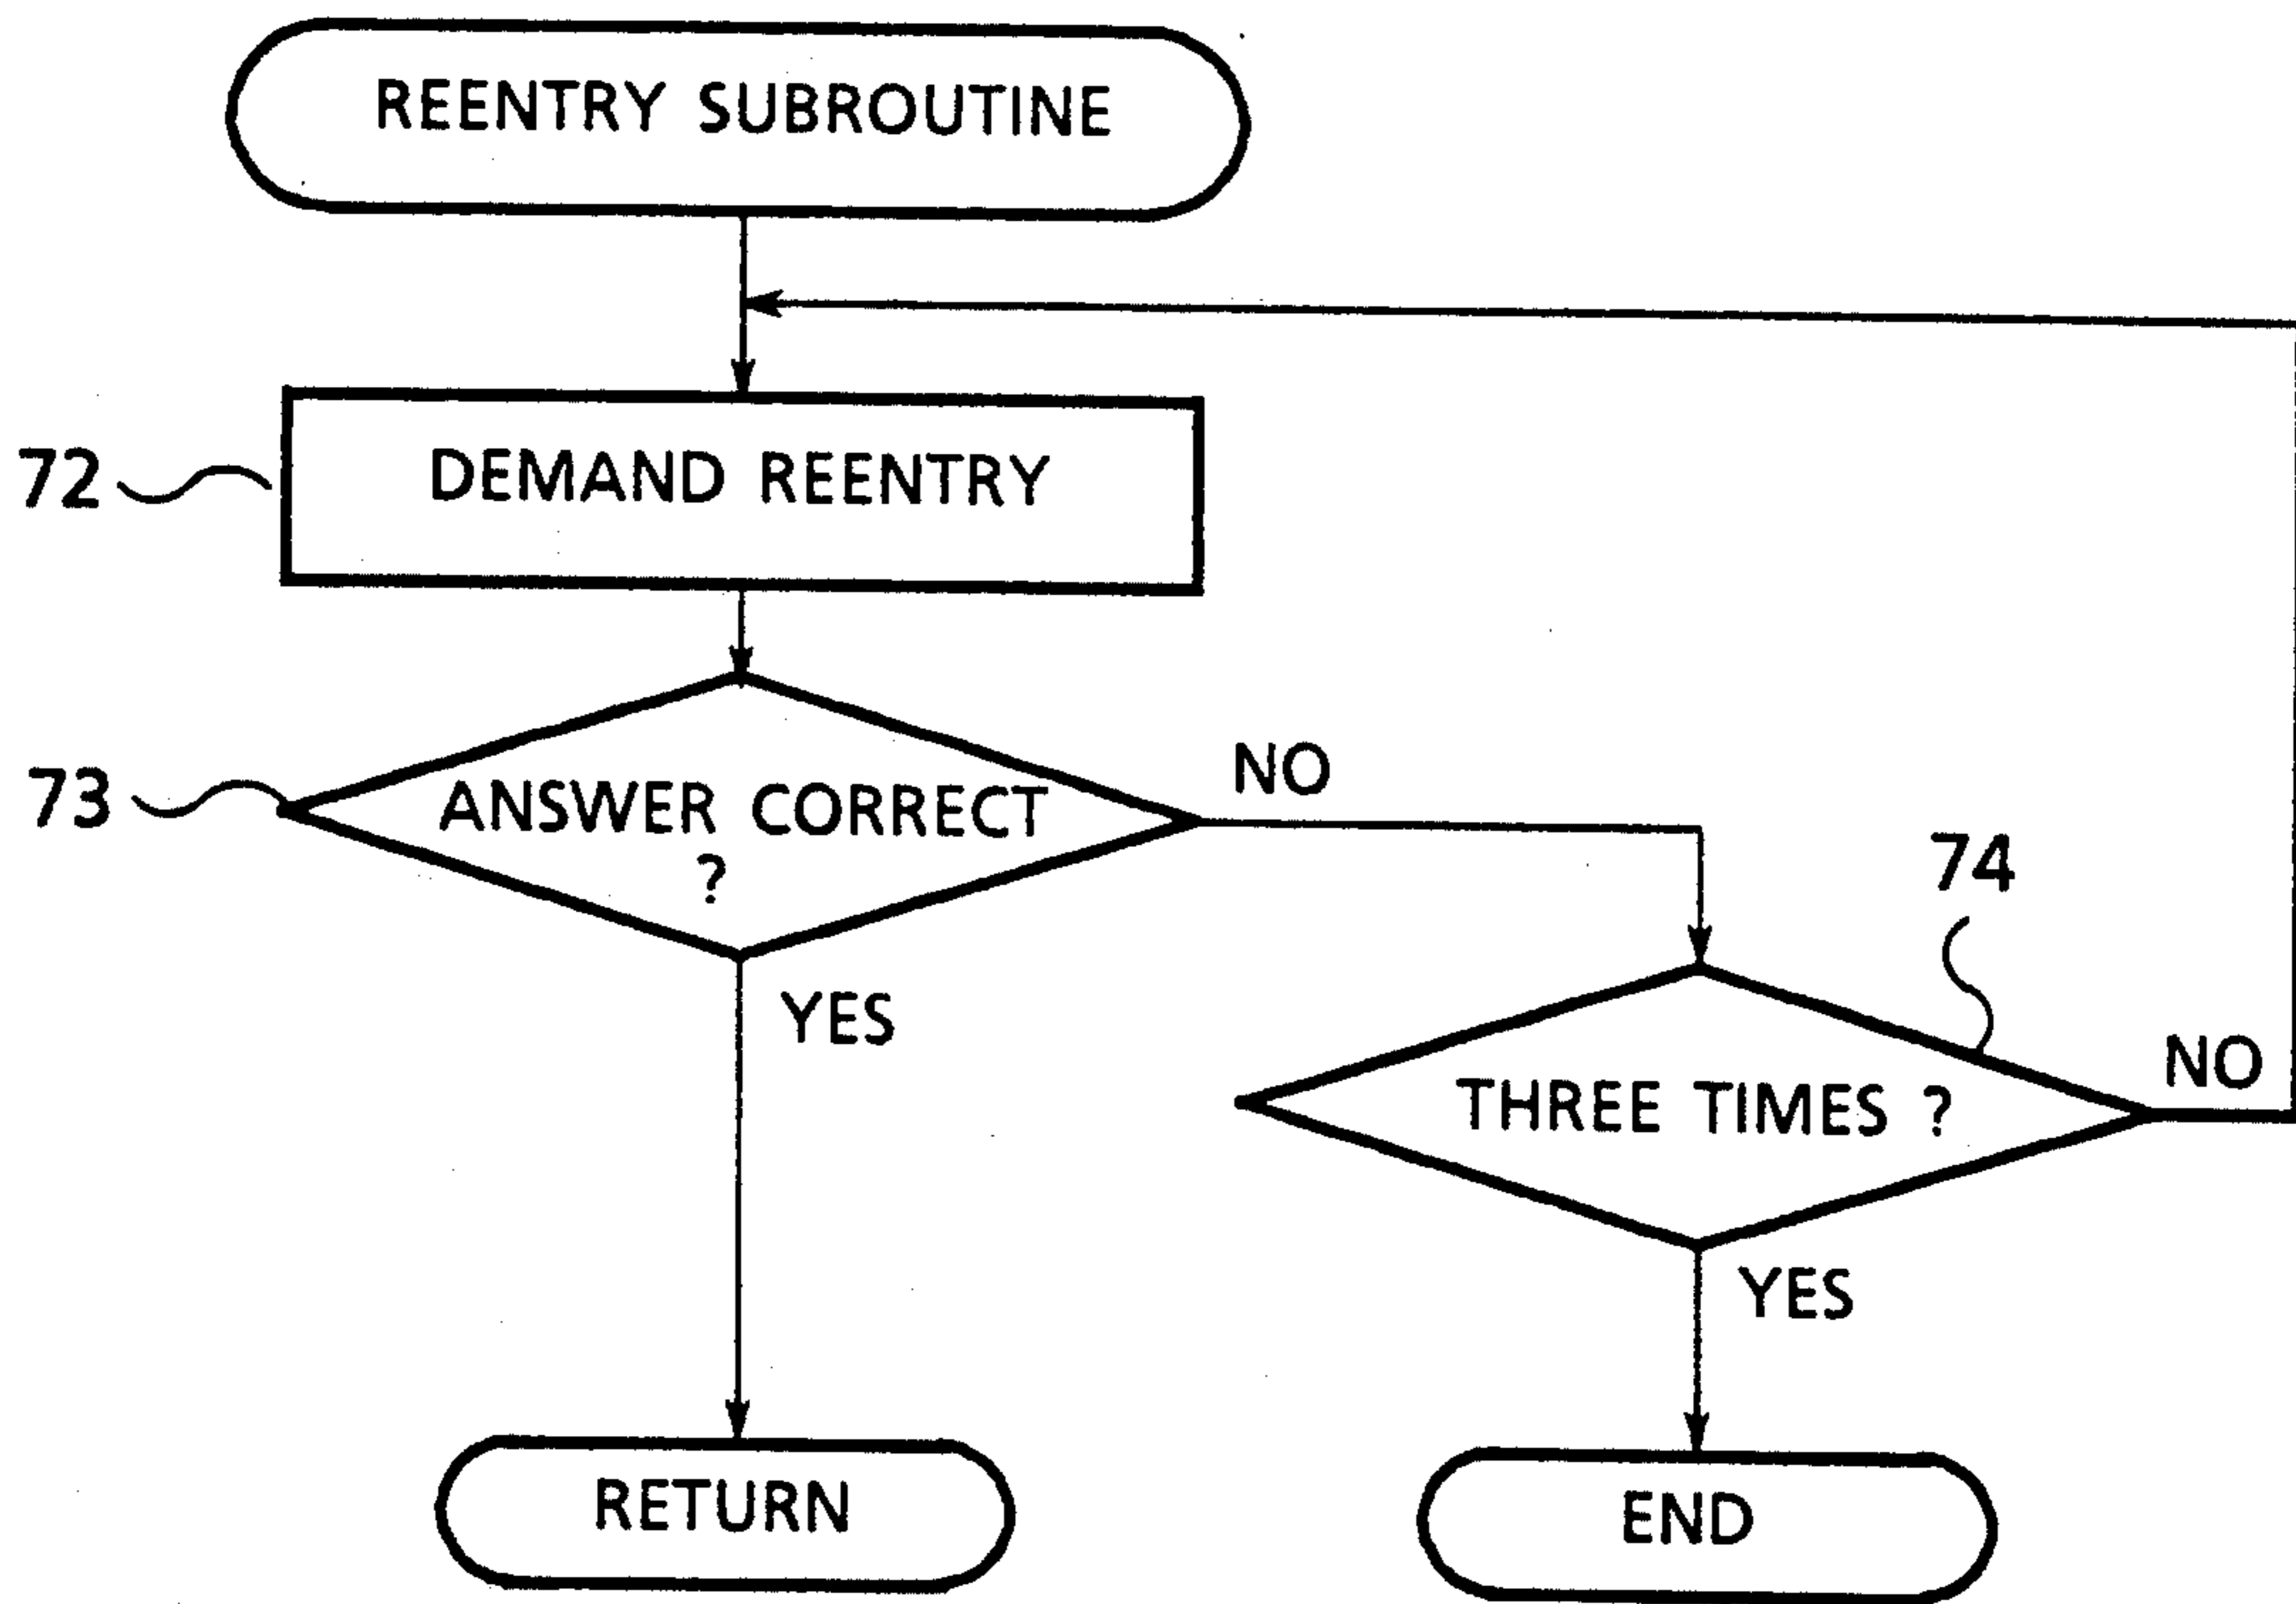 REENTRY SUBROUTINE
72
DEMAND REENTRY
73
ANSWER CORRECT
?
NO
YES
74
THREE TIMES ?
NO
YES
RETURN
END